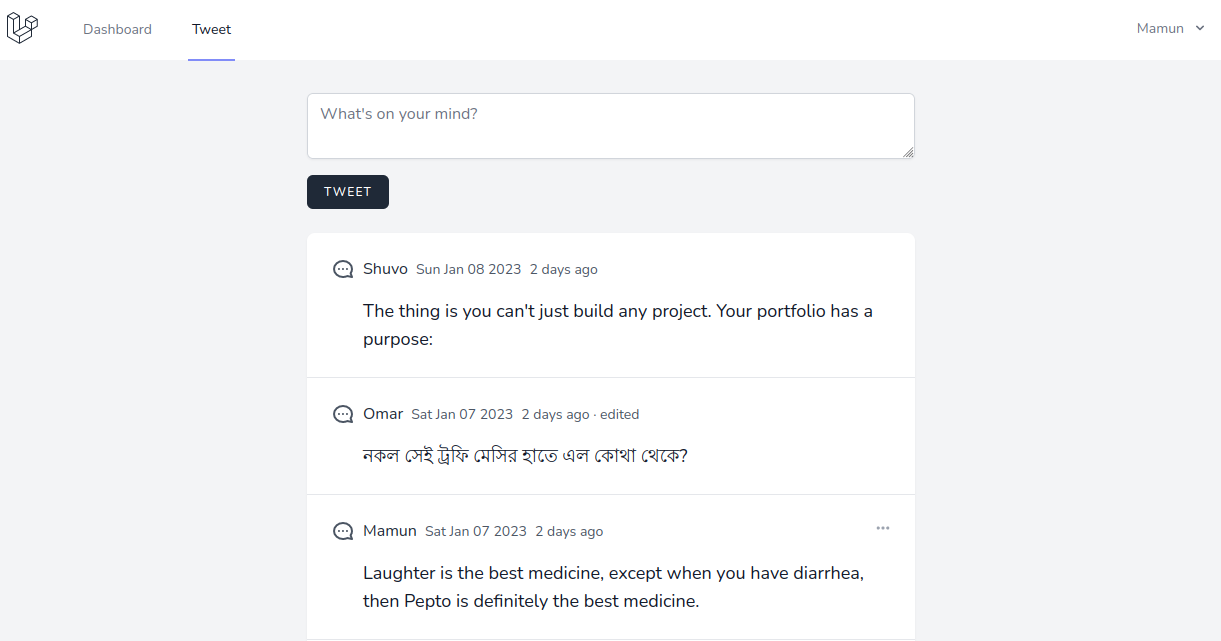 Dashboard
Tweet
Mamun
What's on your mind?
TWEET
Shuvo Sun Jan 08 2023 2 days ago
The thing is you can't just build any project. Your portfolio has a
purpose:
Omar Sat Jan 07 2023 2 days ago · edited
নকল সেই ট্রফি মেসির হাতে এল কোথা থেকে?
Mamun Sat Jan 07 2023 2 days ago
Laughter is the best medicine, except when you have diarrhea,
then Pepto is definitely the best medicine.